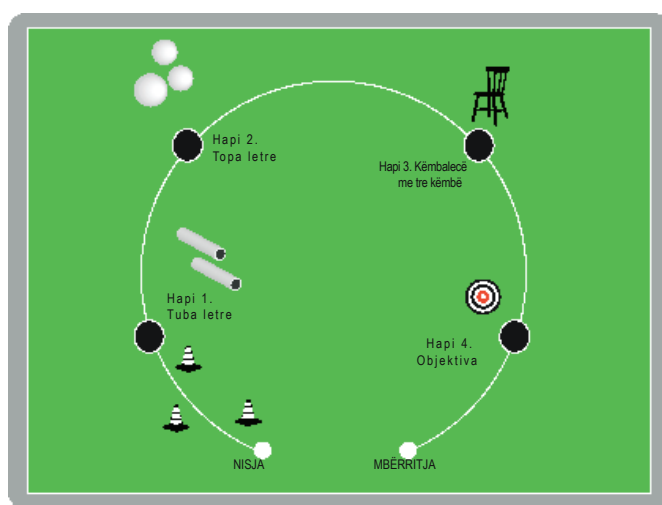 Hapi 2.
Topa letre
Hapi 3. Këmbalecë
me tre këmbë
Hapi 1.
Tuba letre
Hapi 4.
Objektiva
NISJA
MBËRRITJA